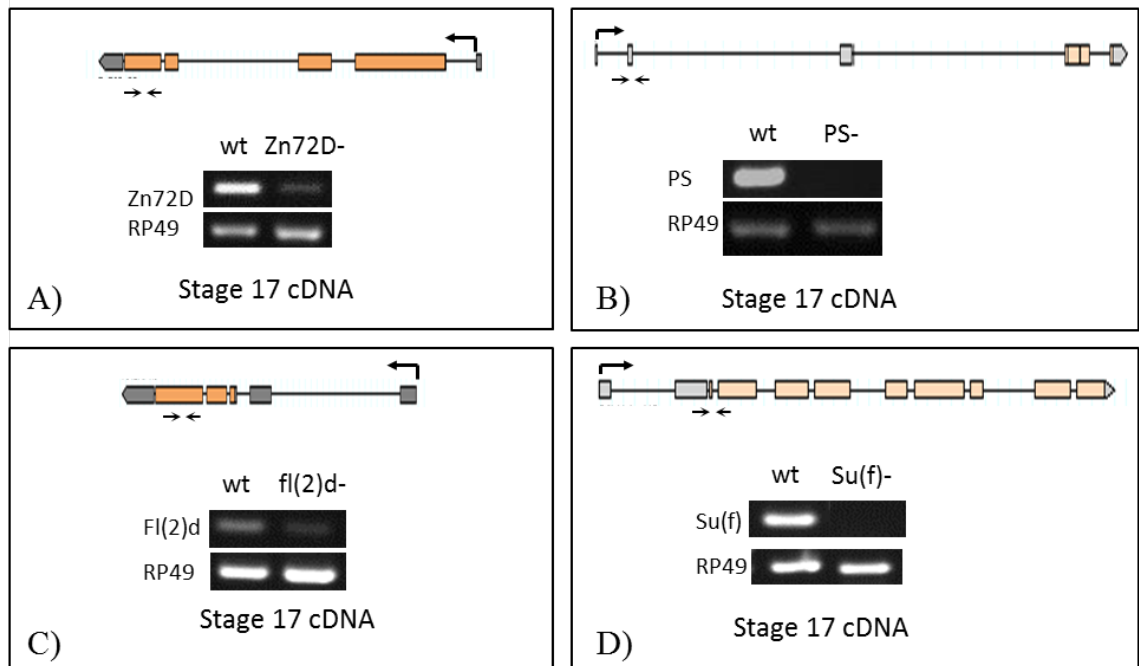 wt Zn72D-
Zn72D
RP49
Stage 17 cDNA
A)
wt PS-
PS
RP49
Stage 17 cDNA
B)
wt fl(2)d-
Fl(2)d
RP49
Stage 17 cDNA
C)
wt Su(f)-
Su(f)
RP49
Stage 17 cDNA
D)